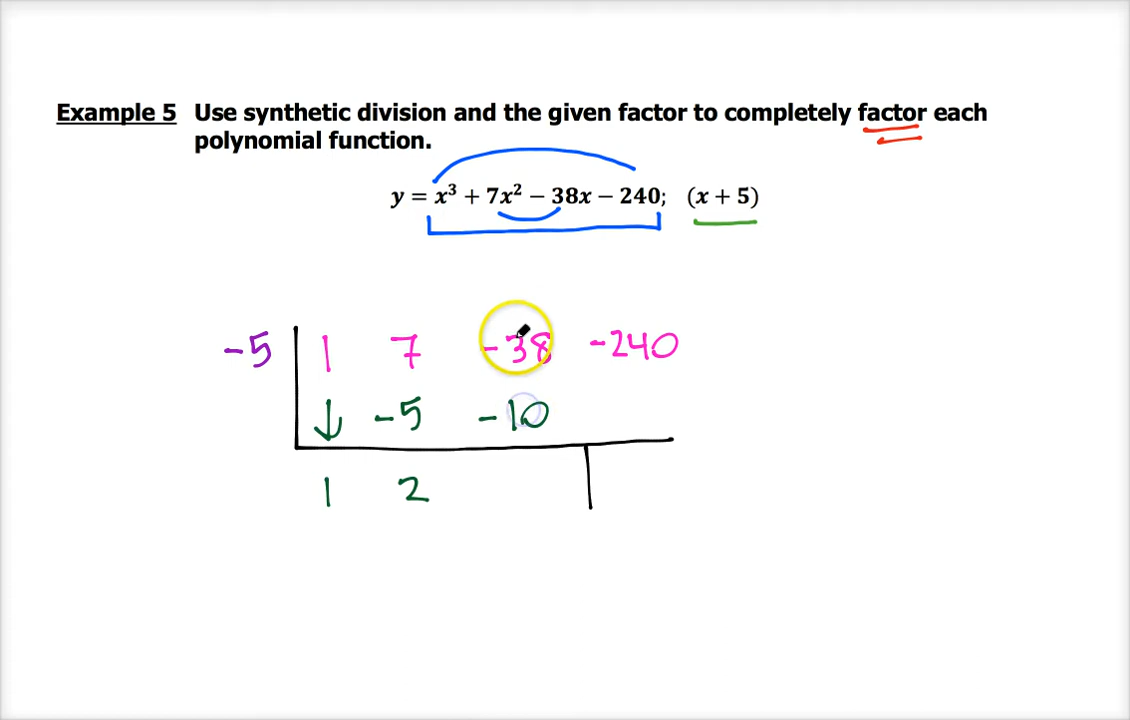 Example 5 Use synthetic division and the given factor to completely factor each
polynomial function.
y = x³ + 7x² − 38x − 240; (x + 5)
-5 1 7 -38 -240
↓ -5 -10
1 2